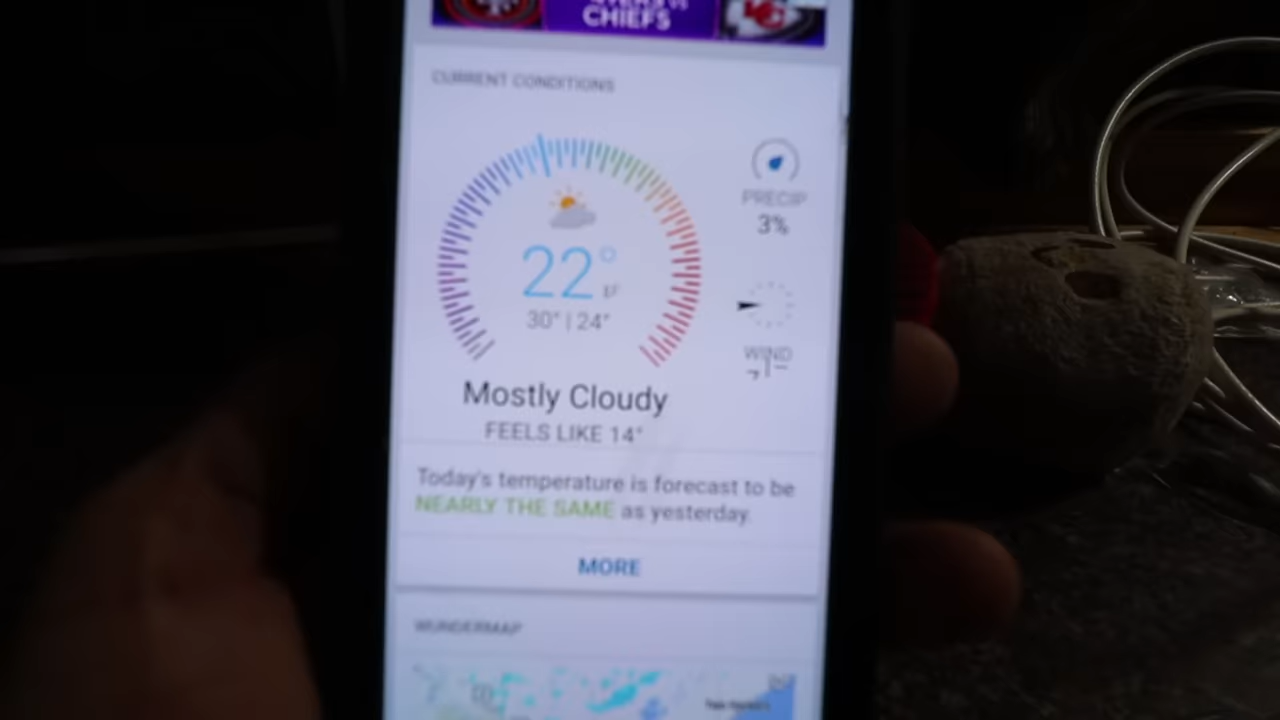 CHIEFS
CURRENT CONDITIONS
PRECIP
3%
22°F
30° | 24°
WIND
Mostly Cloudy
FEELS LIKE 14°
Today's temperature is forecast to be
NEARLY THE SAME as yesterday.
MORE
WUNDERMAP